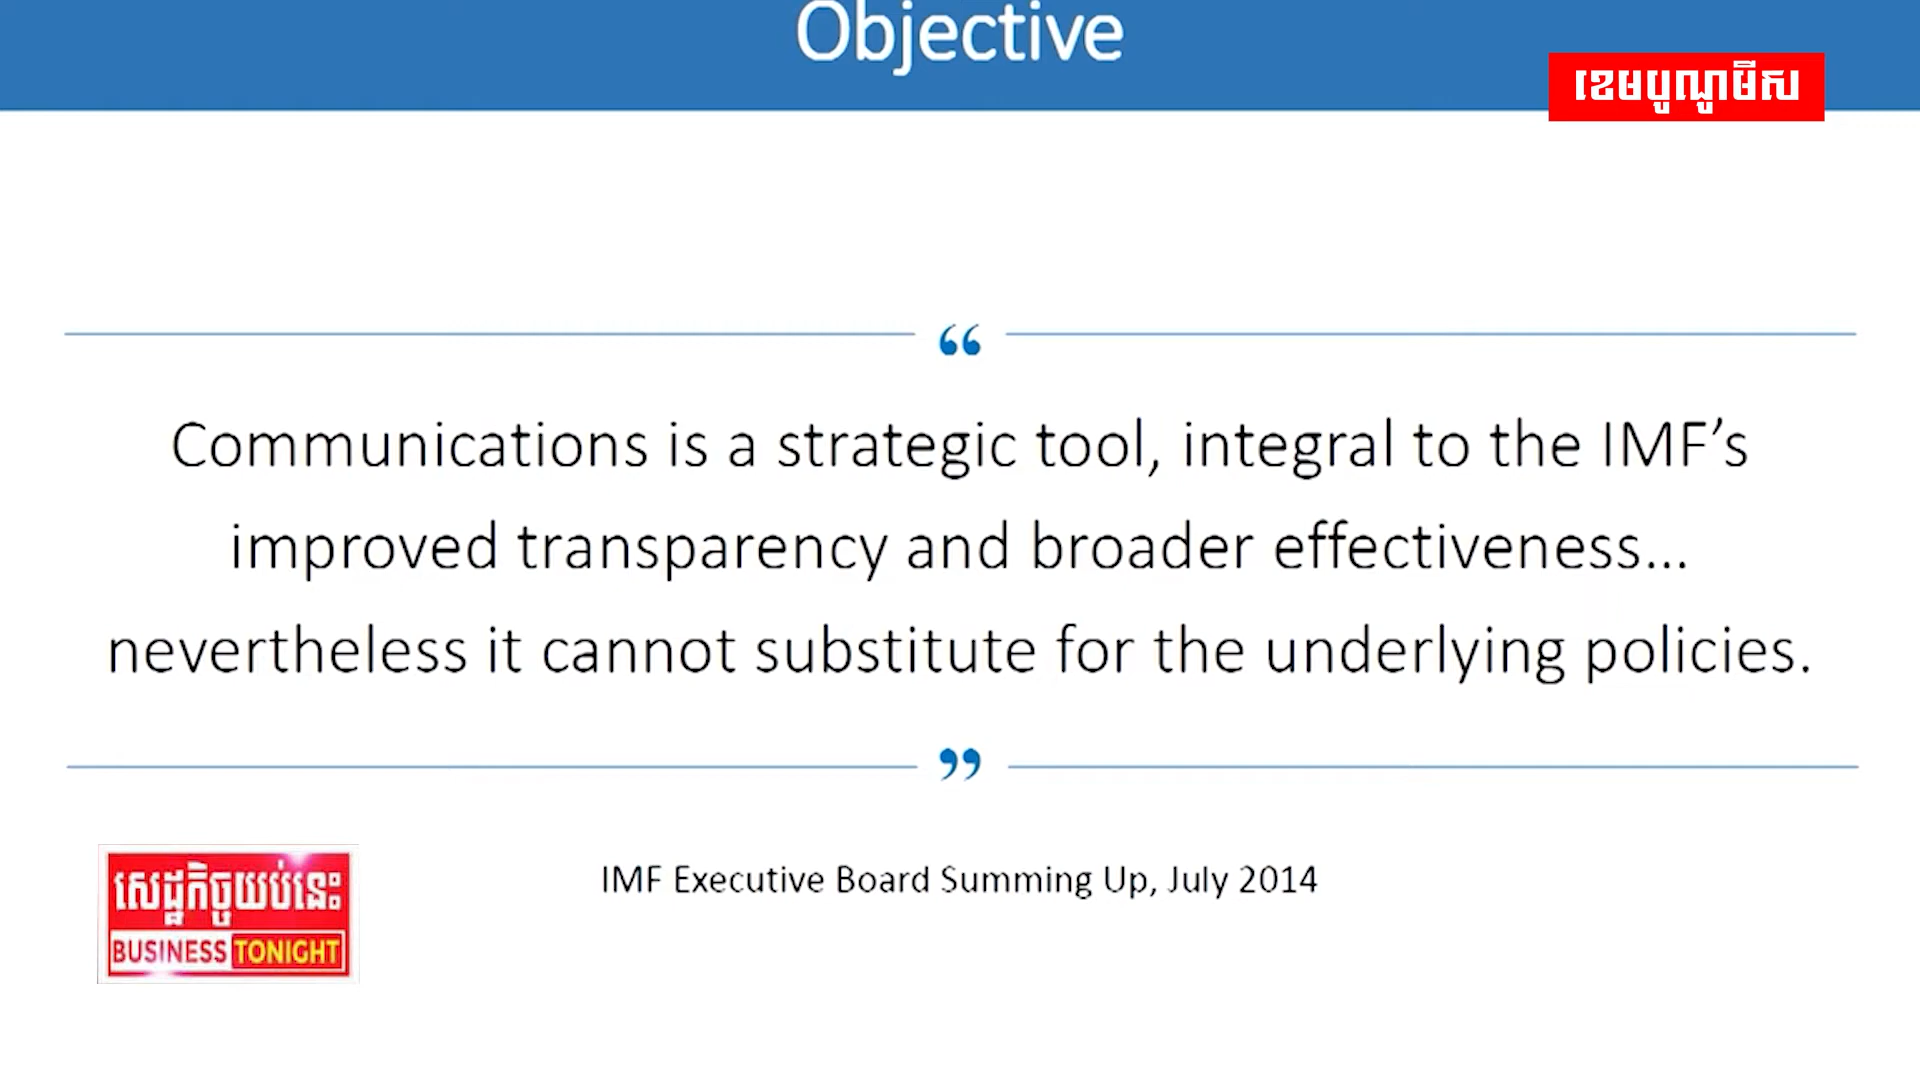 Objective
ខេមបូណូមីស
“
Communications is a strategic tool, integral to the IMF’s
improved transparency and broader effectiveness...
nevertheless it cannot substitute for the underlying policies.
”
IMF Executive Board Summing Up, July 2014
សេដ្ឋកិច្ចយប់នេះ
BUSINESS TONIGHT